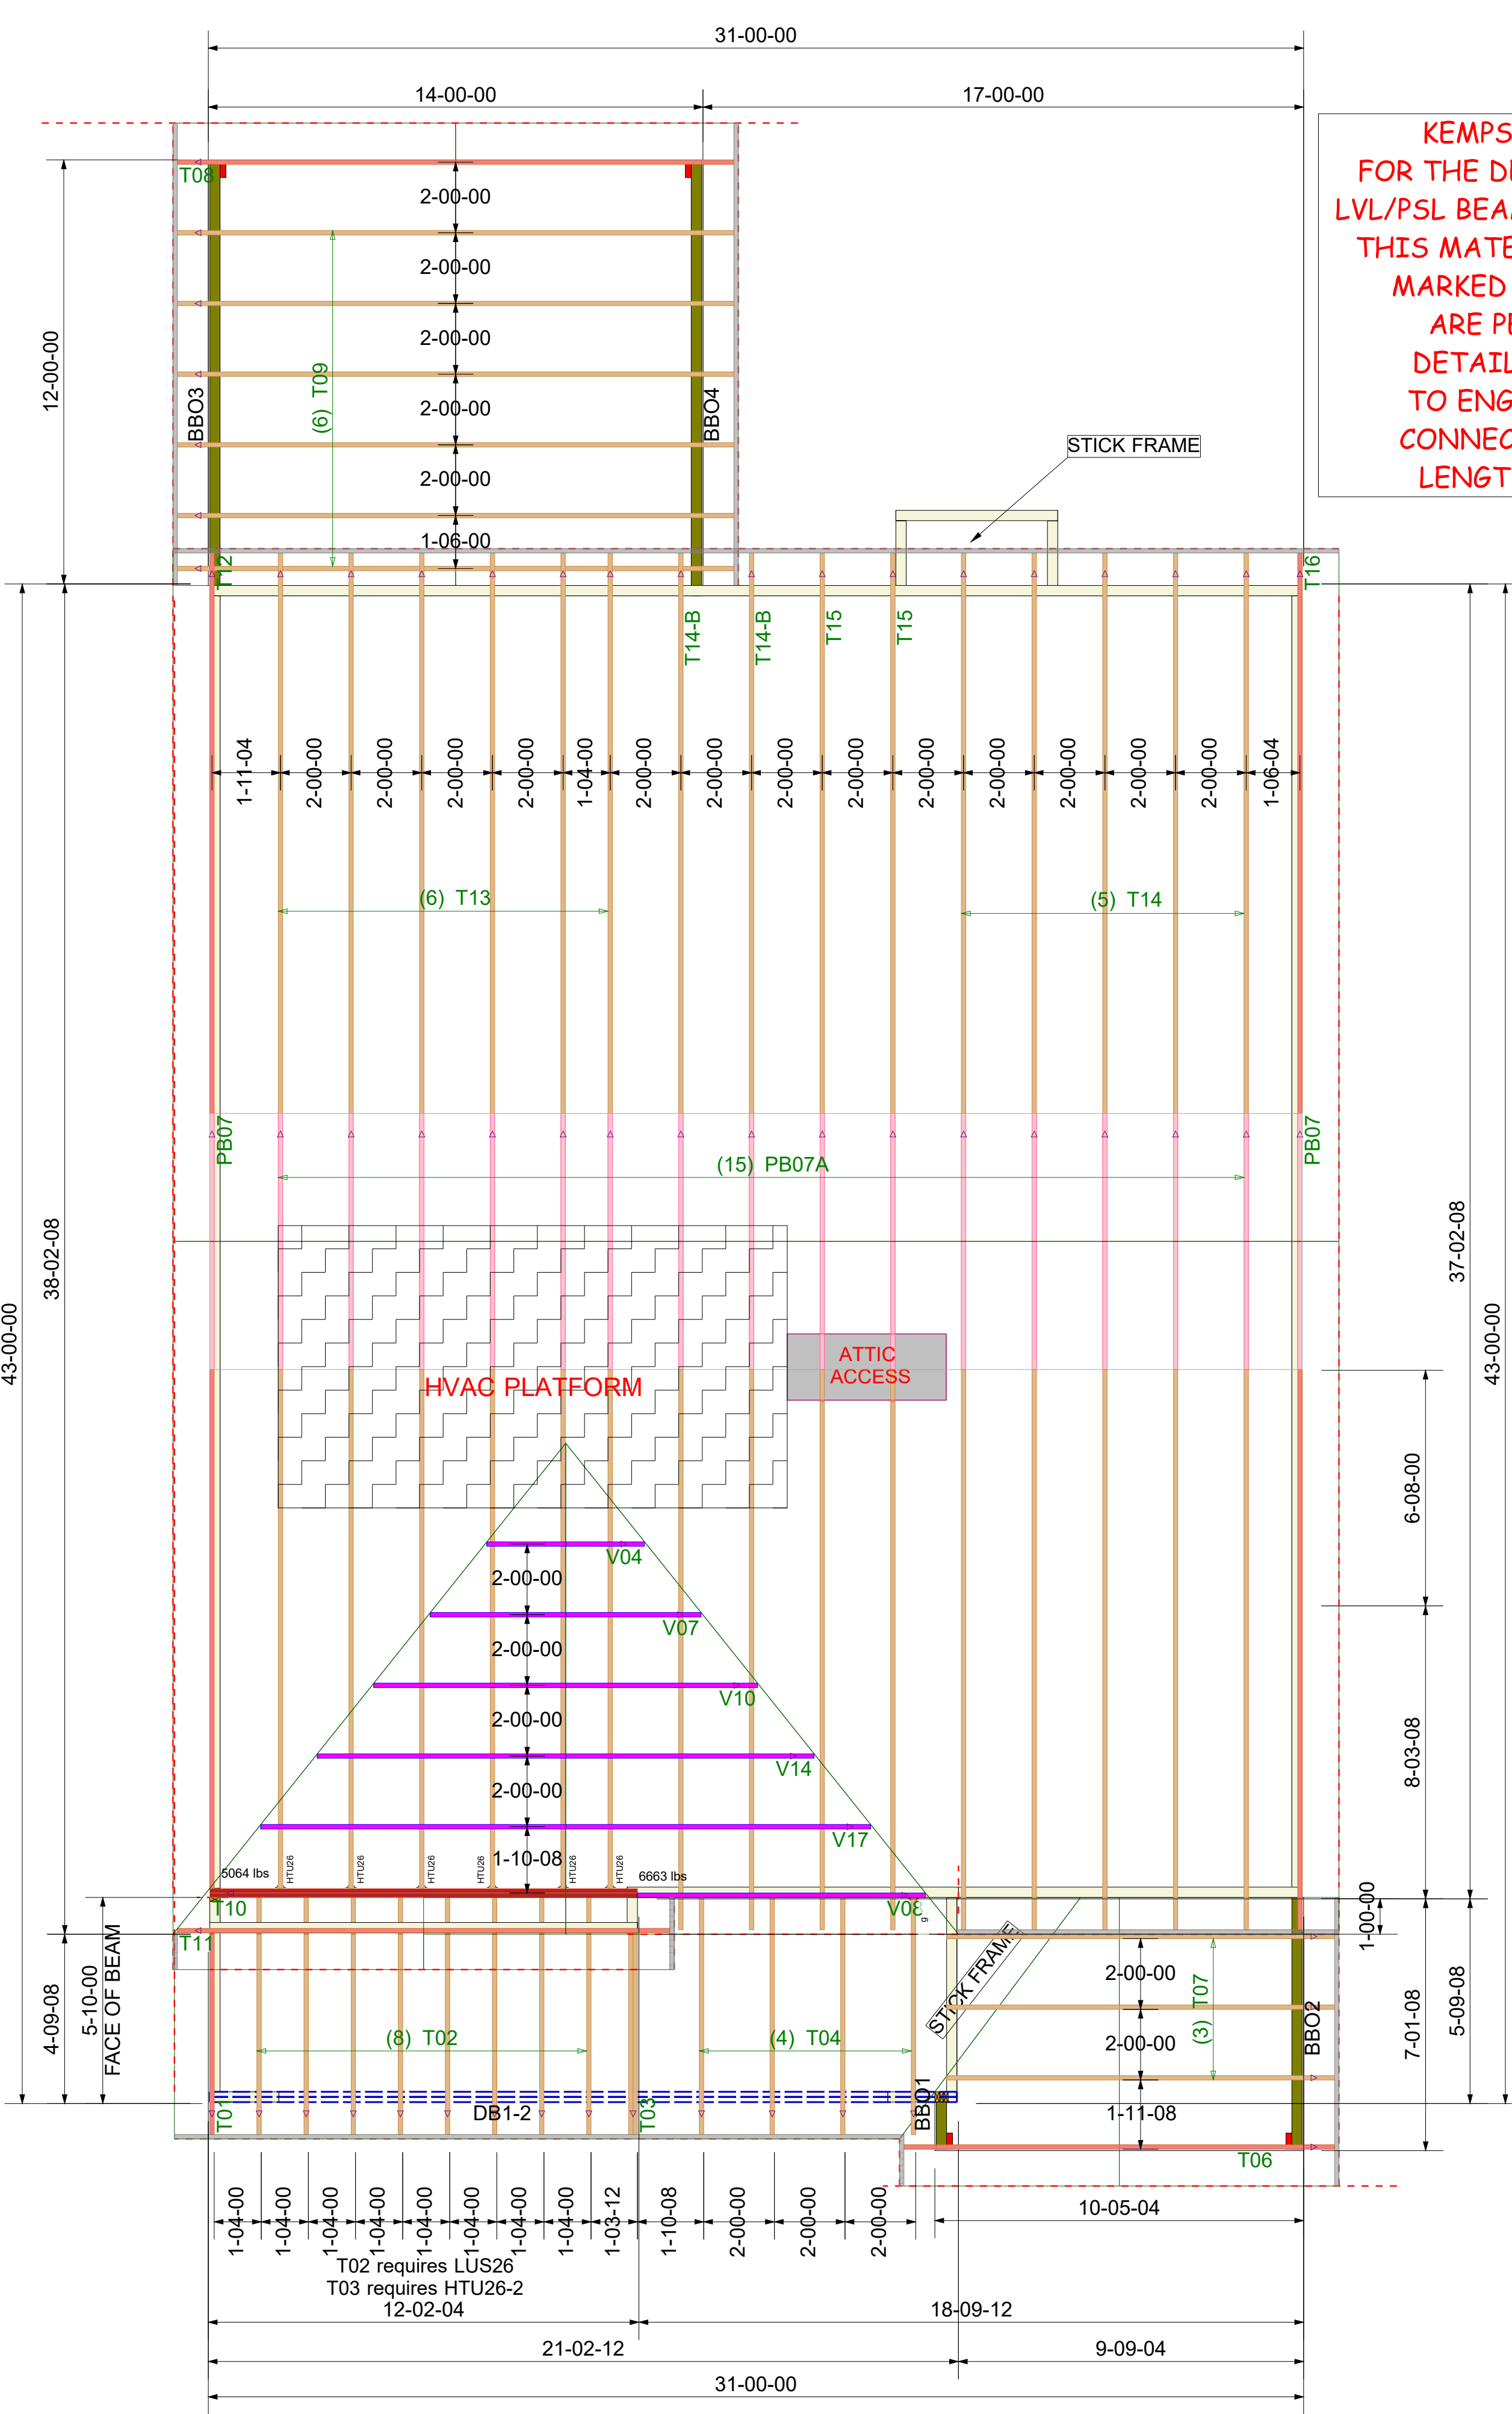 31-00-00
14-00-00
17-00-00
KEMPS
FOR THE DE
LVL/PSL BEA
THIS MATE
MARKED
ARE PE
DETAIL
TO ENG
CONNEC
LENGT
T08
2-00-00
2-00-00
2-00-00
2-00-00
2-00-00
1-06-00
12-00-00
BBO3
(6) T09
BBO4
STICK FRAME
T12
T14-B
T14-B
T15
T15
T16
1-11-04
2-00-00
2-00-00
2-00-00
2-00-00
1-04-00
2-00-00
2-00-00
2-00-00
2-00-00
2-00-00
2-00-00
2-00-00
2-00-00
2-00-00
1-06-04
(6) T13
(5) T14
PB07
(15) PB07A
PB07
43-00-00
38-02-08
37-02-08
43-00-00
ATTIC
ACCESS
HVAC PLATFORM
6-08-00
8-03-08
V04
2-00-00
V07
2-00-00
V10
2-00-00
V14
2-00-00
V17
1-10-08
5064 lbs
HTU26
HTU26
HTU26
HTU26
HTU26
HTU26
6663 lbs
T10
V08
T11
1-00-00
4-09-08
5-10-00
FACE OF BEAM
STICK FRAME
2-00-00
2-00-00
1-11-08
(3) T07
BBO2
7-01-08
5-09-08
(8) T02
(4) T04
T01
DB1-2
T03
BBO1
T06
1-04-00
1-04-00
1-04-00
1-04-00
1-04-00
1-04-00
1-04-00
1-04-00
1-03-12
1-10-08
2-00-00
2-00-00
2-00-00
10-05-04
T02 requires LUS26
T03 requires HTU26-2
12-02-04
18-09-12
21-02-12
9-09-04
31-00-00